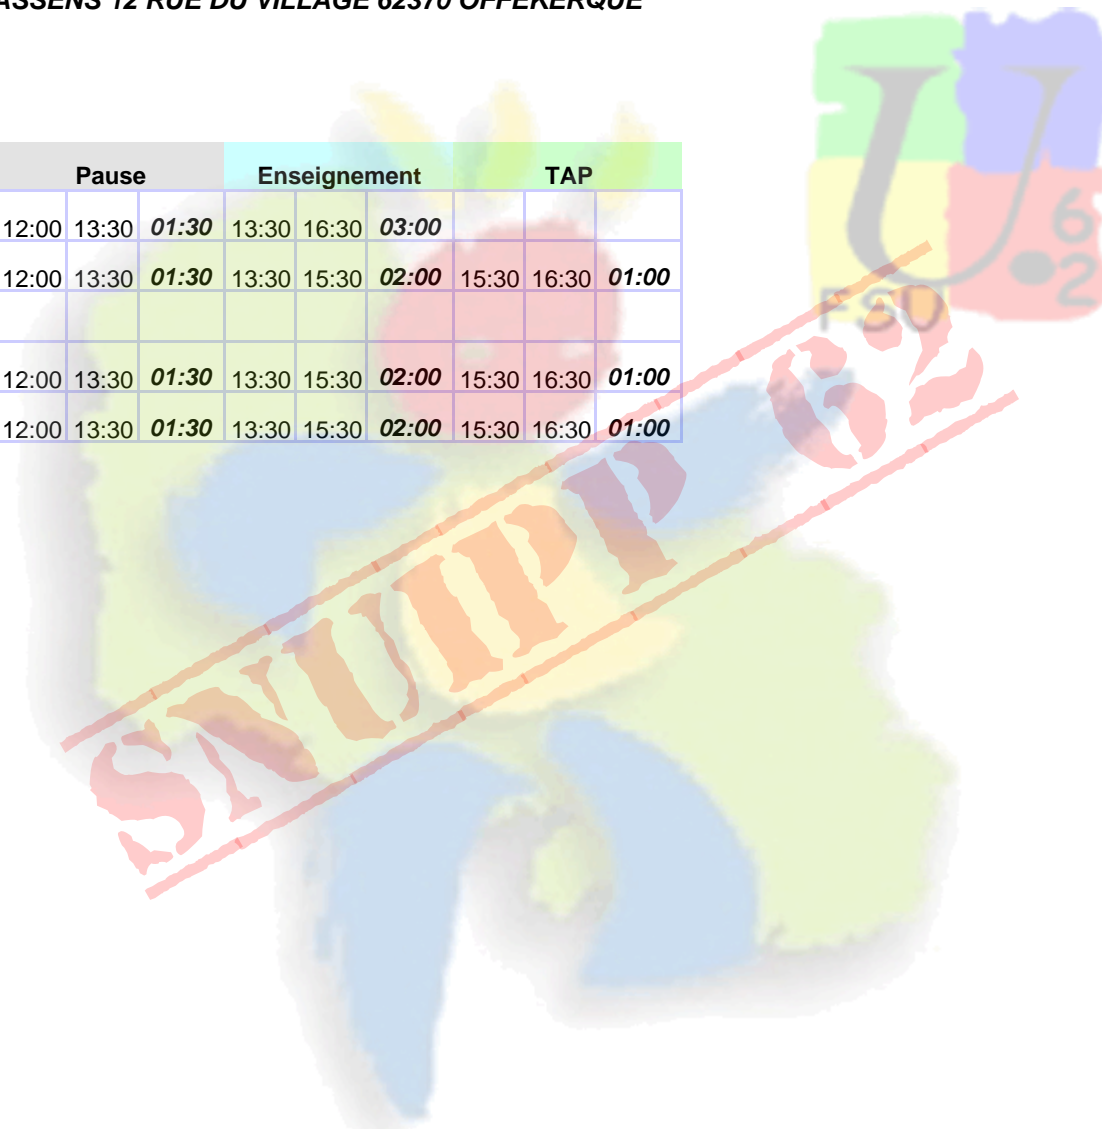 ASSENS 12 RUE DU VILLAGE 62370 OFFEKERQUE
U 62
FSU
Pause Enseignement TAP
12:00 13:30 01:30 13:30 16:30 03:00
12:00 13:30 01:30 13:30 15:30 02:00 15:30 16:30 01:00
12:00 13:30 01:30 13:30 15:30 02:00 15:30 16:30 01:00
12:00 13:30 01:30 13:30 15:30 02:00 15:30 16:30 01:00
SNUIPP 62